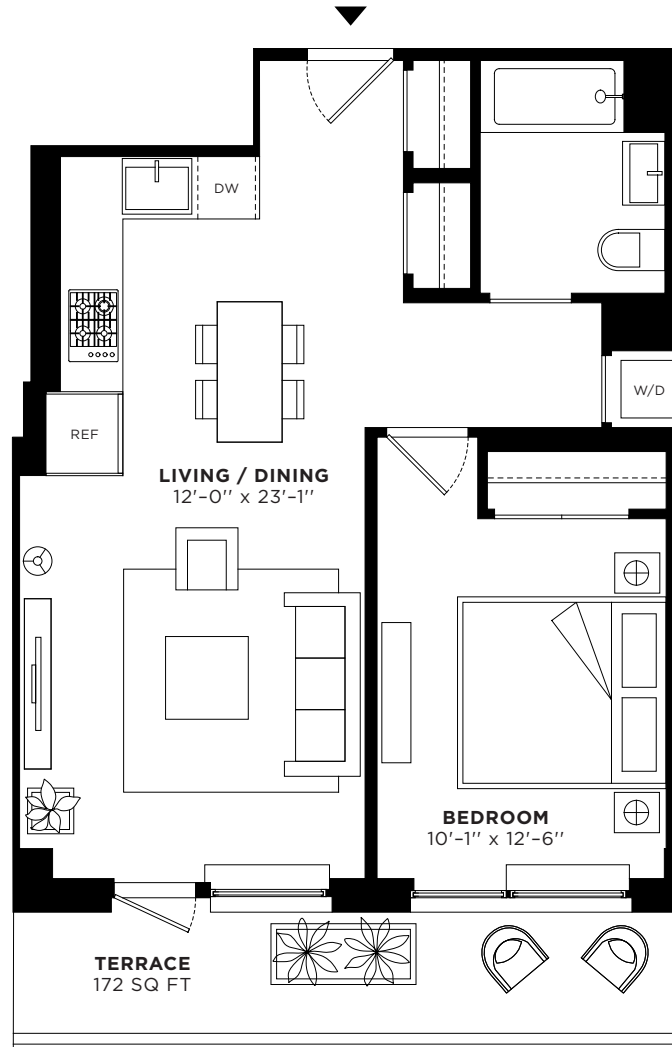 DW
W/D
REF
LIVING / DINING
12'-0'' x 23'-1''
BEDROOM
10'-1'' x 12'-6''
TERRACE
172 SQ FT